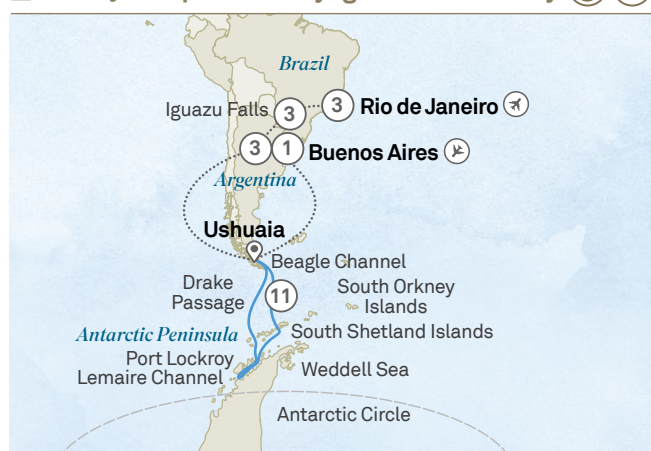 Brazil
Iguazu Falls
3
3
Rio de Janeiro
3
1
Buenos Aires
Argentina
Ushuaia
Beagle Channel
Drake
Passage
11
South Orkney
Islands
Antarctic Peninsula
South Shetland Islands
Port Lockroy
Lemaire Channel
Weddell Sea
Antarctic Circle